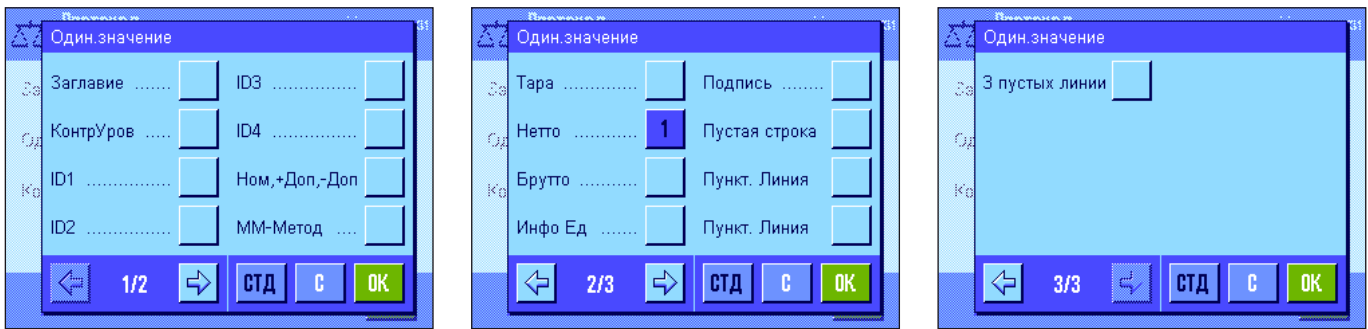 Один.значение
Заглавие ....... ID3 ................
КонтрУров ..... ID4 ................
ID1 ................ Ном,+Доп,-Доп
ID2 ................ ММ-Метод ....
1/2 СТД C OK
Один.значение
Тара .............. Подпись ........
Нетто ............ 1 Пустая строка
Брутто ........... Пункт. Линия
Инфо Ед ....... Пункт. Линия
2/3 СТД C OK
Один.значение
3 пустых линии
3/3 СТД C OK